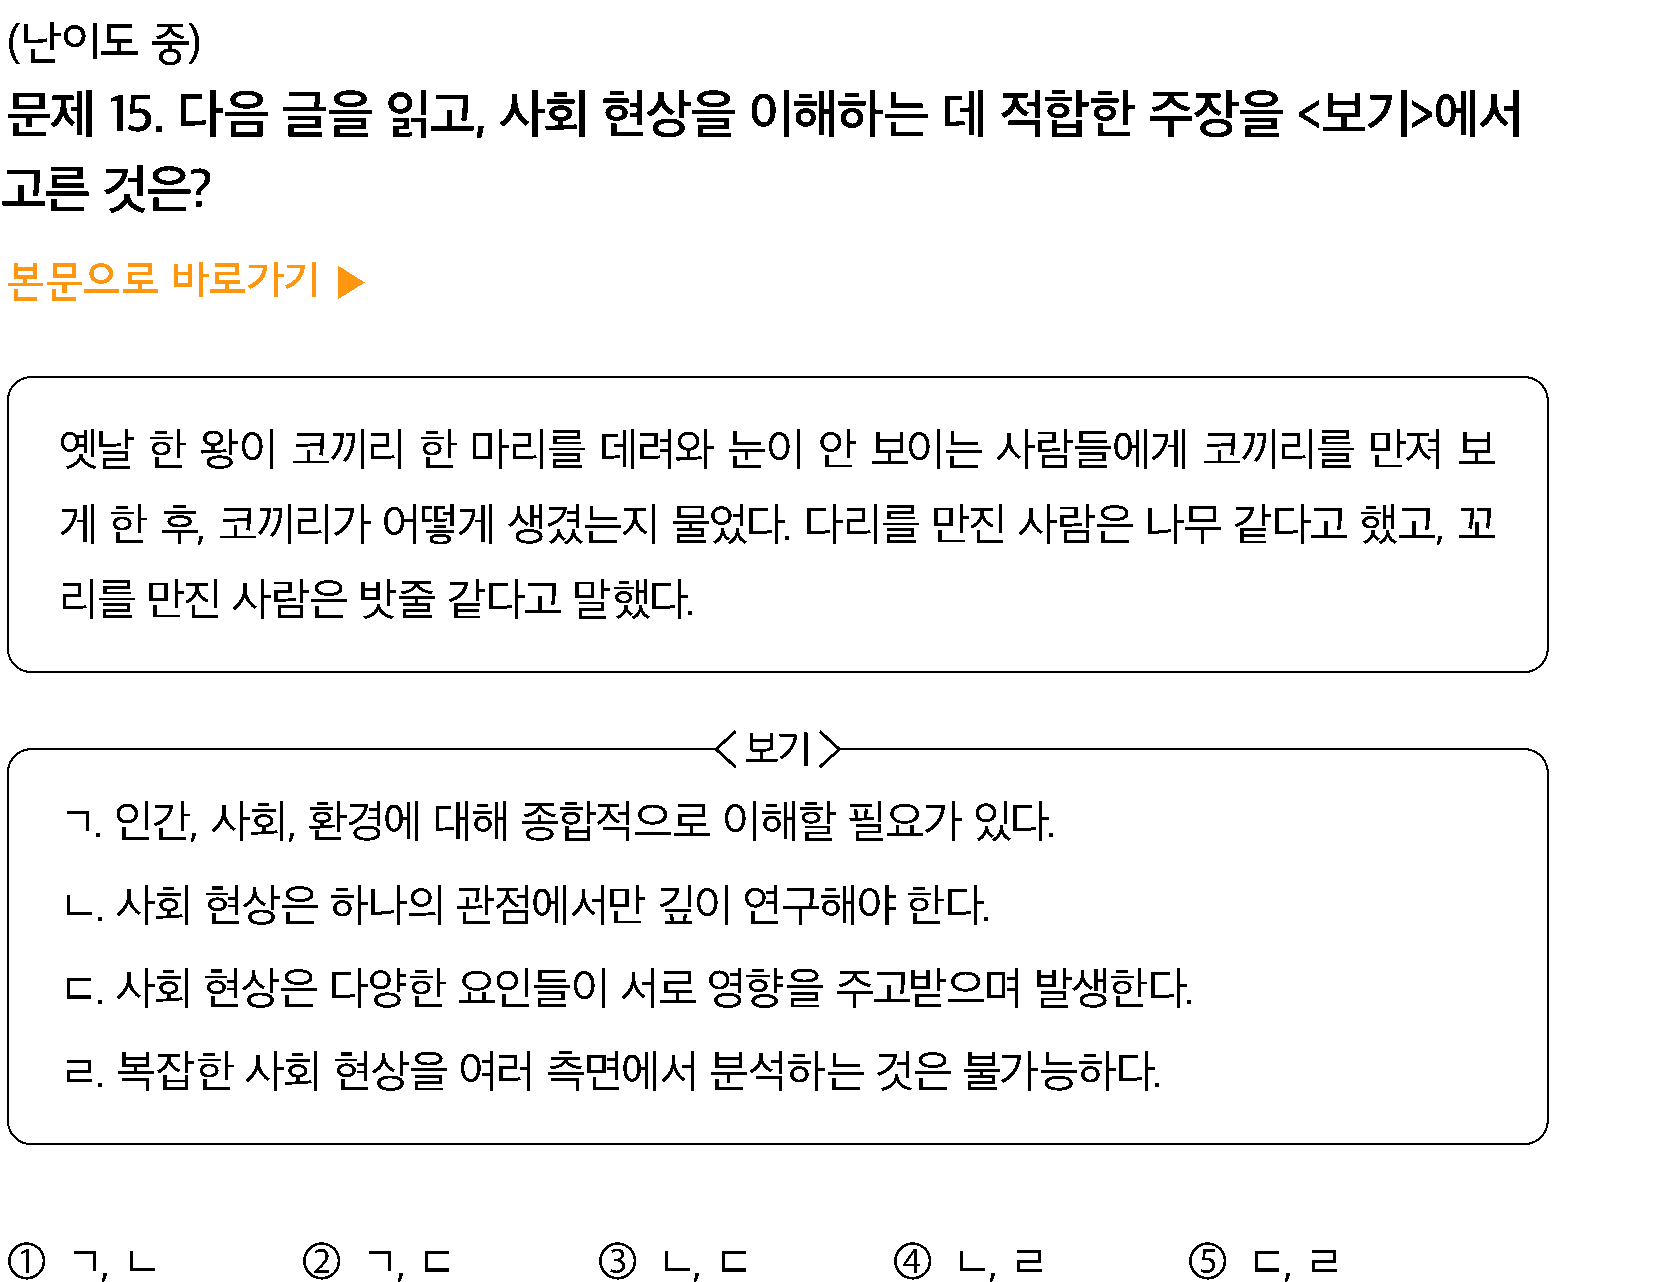 (난이도 중)
문제 15. 다음 글을 읽고, 사회 현상을 이해하는 데 적합한 주장을 <보기>에서
고른 것은?
본문으로 바로가기 ▶
옛날 한 왕이 코끼리 한 마리를 데려와 눈이 안 보이는 사람들에게 코끼리를 만져 보
게 한 후, 코끼리가 어떻게 생겼는지 물었다. 다리를 만진 사람은 나무 같다고 했고, 꼬
리를 만진 사람은 밧줄 같다고 말했다.
<보기>
ㄱ. 인간, 사회, 환경에 대해 종합적으로 이해할 필요가 있다.
ㄴ. 사회 현상은 하나의 관점에서만 깊이 연구해야 한다.
ㄷ. 사회 현상은 다양한 요인들이 서로 영향을 주고받으며 발생한다.
ㄹ. 복잡한 사회 현상을 여러 측면에서 분석하는 것은 불가능하다.
① ㄱ, ㄴ ② ㄱ, ㄷ ③ ㄴ, ㄷ ④ ㄴ, ㄹ ⑤ ㄷ, ㄹ